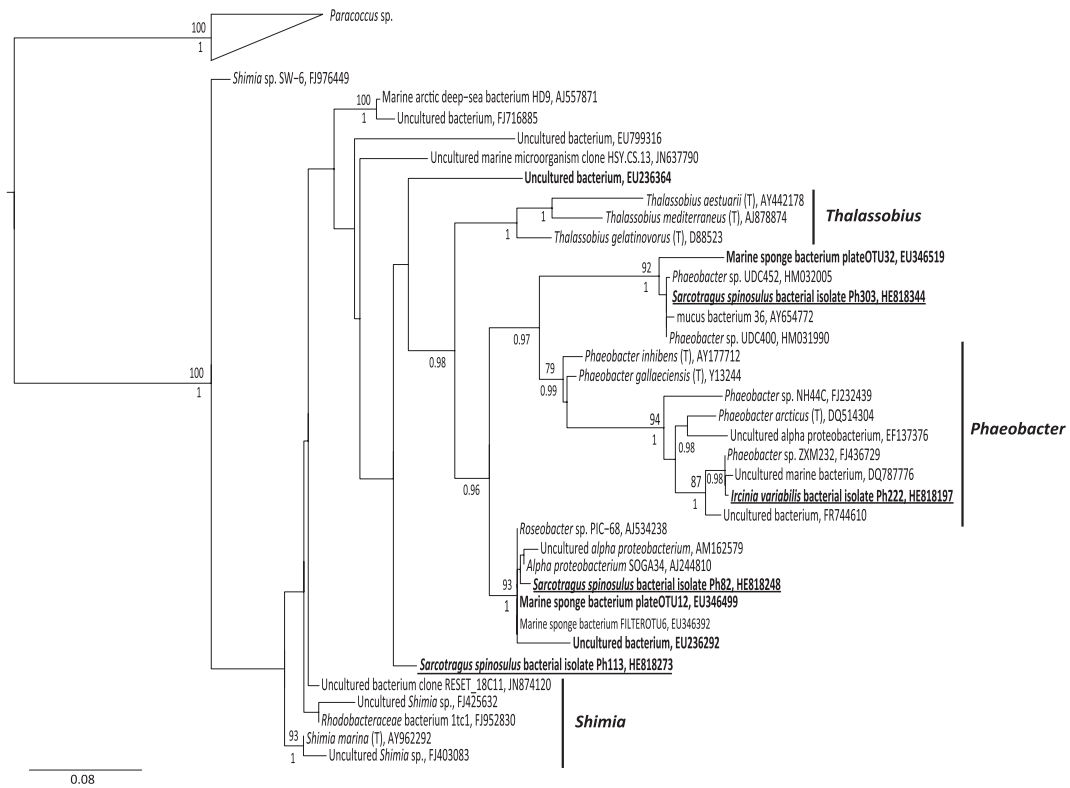 Paracoccus sp.
100
1
Shimia sp. SW−6, FJ976449
Marine arctic deep−sea bacterium HD9, AJ557871
100
1
Uncultured bacterium, FJ716885
Uncultured bacterium, EU799316
Uncultured marine microorganism clone HSY.CS.13, JN637790
Uncultured bacterium, EU236364
Thalassobius aestuarii (T), AY442178
1
Thalassobius mediterraneus (T), AJ878874
Thalassobius
1
Thalassobius gelatinovorus (T), D88523
Marine sponge bacterium plateOTU32, EU346519
92
1
Phaeobacter sp. UDC452, HM032005
Sarcotragus spinosulus bacterial isolate Ph303, HE818344
mucus bacterium 36, AY654772
Phaeobacter sp. UDC400, HM031990
0.97
Phaeobacter inhibens (T), AY177712
0.98
79
0.99
Phaeobacter gallaeciensis (T), Y13244
100
1
Phaeobacter sp. NH44C, FJ232439
Phaeobacter arcticus (T), DQ514304
94
1
Phaeobacter
Uncultured alpha proteobacterium, EF137376
0.98
Phaeobacter sp. ZXM232, FJ436729
Uncultured marine bacterium, DQ787776
0.98
87
1
0.96
Ircinia variabilis bacterial isolate Ph222, HE818197
Uncultured bacterium, FR744610
Roseobacter sp. PIC−68, AJ534238
Uncultured alpha proteobacterium, AM162579
Alpha proteobacterium SOGA34, AJ244810
93
1
Sarcotragus spinosulus bacterial isolate Ph82, HE818248
Marine sponge bacterium plateOTU12, EU346499
Marine sponge bacterium FILTEROTU6, EU346392
Uncultured bacterium, EU236292
Sarcotragus spinosulus bacterial isolate Ph113, HE818273
Uncultured bacterium clone RESET_18C11, JN874120
Uncultured Shimia sp., FJ425632
Rhodobacteraceae bacterium 1tc1, FJ952830
Shimia
93
1
Shimia marina (T), AY962292
Uncultured Shimia sp., FJ403083
0.08